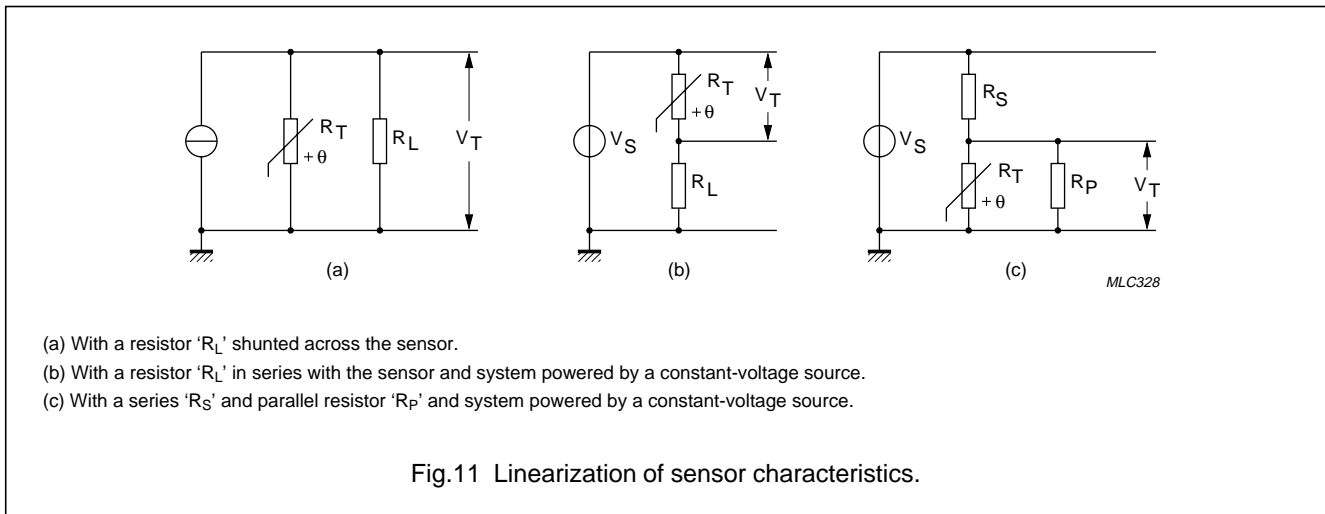 R_T
+ θ
R_L
V_T
(a)
V_S
R_T
+ θ
V_T
R_L
(b)
V_S
R_S
R_T
+ θ
R_P
V_T
(c)
MLC328
(a) With a resistor ‘R_L’ shunted across the sensor.
(b) With a resistor ‘R_L’ in series with the sensor and system powered by a constant-voltage source.
(c) With a series ‘R_S’ and parallel resistor ‘R_P’ and system powered by a constant-voltage source.
Fig.11 Linearization of sensor characteristics.